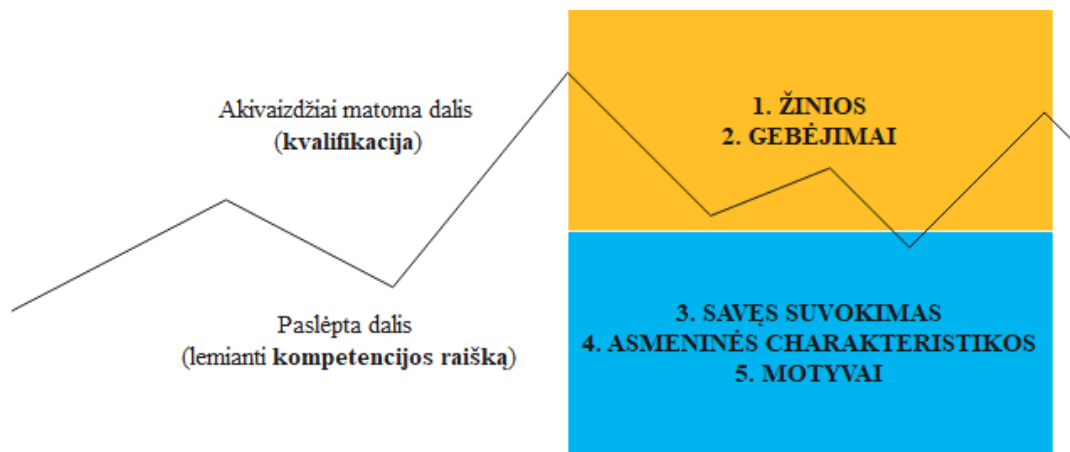 Akivaizdžiai matoma dalis
(kvalifikacija)
1. ŽINIOS
2. GEBĖJIMAI
Paslėpta dalis
(lemianti kompetencijos raišką)
3. SAVĘS SUVOKIMAS
4. ASMENINĖS CHARAKTERISTIKOS
5. MOTYVAI